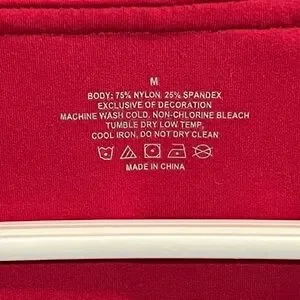 M
BODY: 75% NYLON, 25% SPANDEX
EXCLUSIVE OF DECORATION
MACHINE WASH COLD, NON-CHLORINE BLEACH
TUMBLE DRY LOW TEMP,
COOL IRON, DO NOT DRY CLEAN
MADE IN CHINA